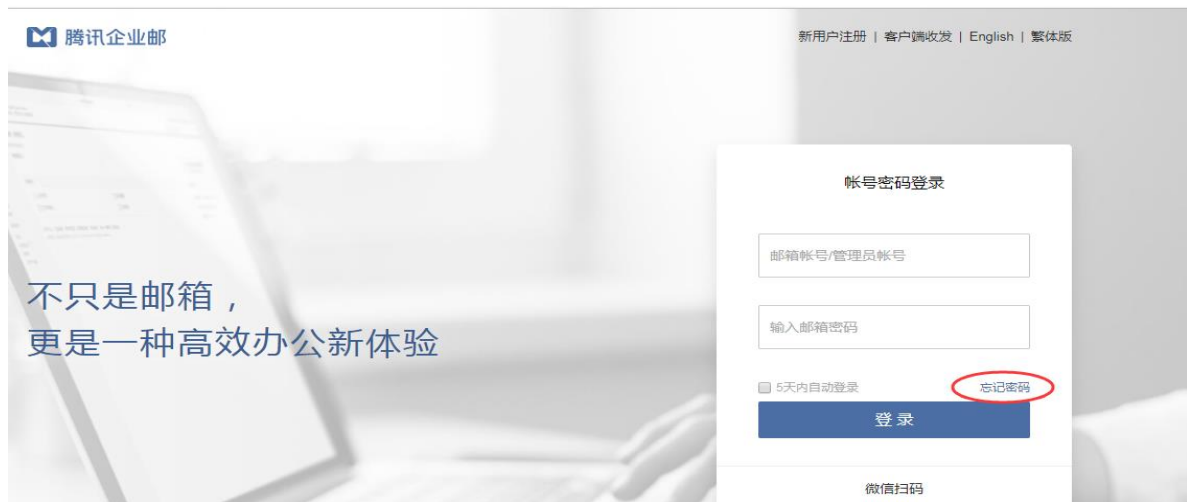 腾讯企业邮
新用户注册 | 客户端收发 | English | 繁体版
帐号密码登录
邮箱帐号/管理员帐号
不只是邮箱，
更是一种高效办公新体验
输入邮箱密码
5天内自动登录 忘记密码
登 录
微信扫码